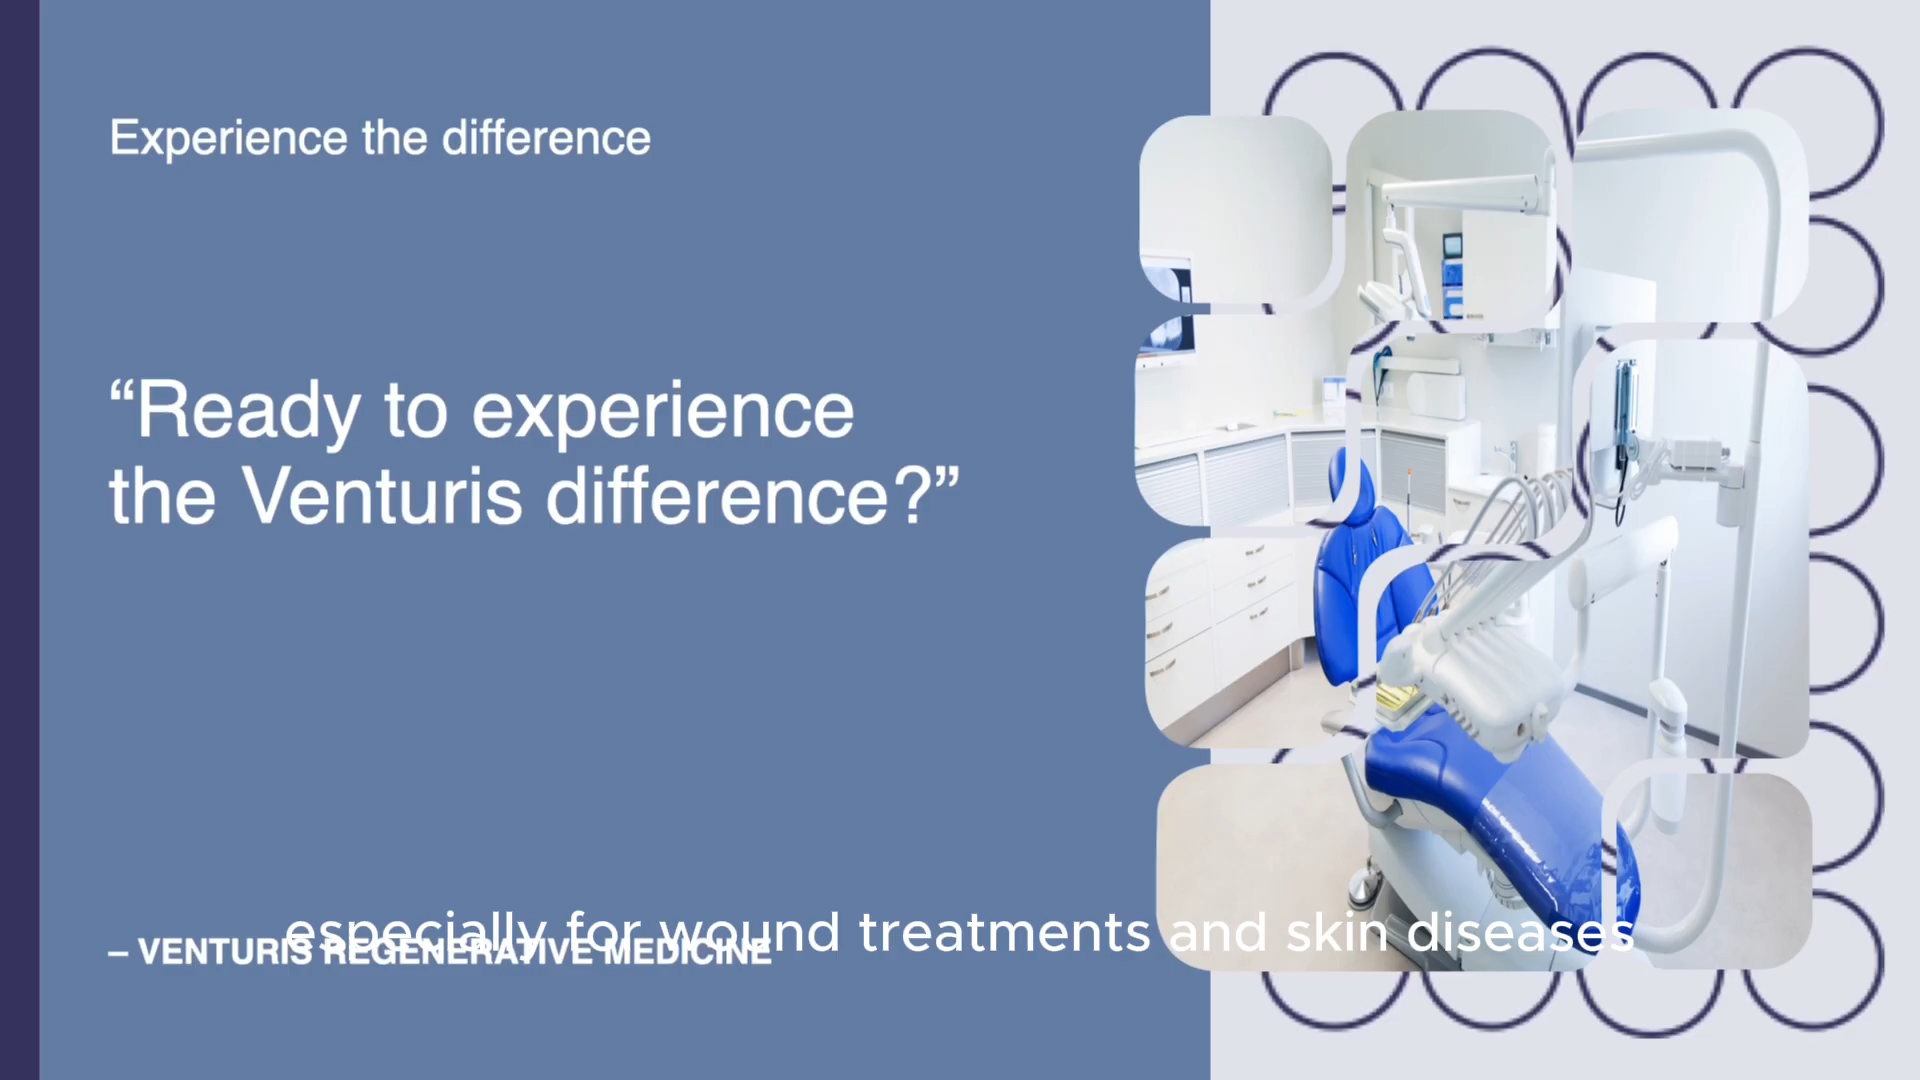 Experience the difference
“Ready to experience
the Venturis difference?”
especially for wound treatments and skin diseases
– VENTURIS REGENERATIVE MEDICINE